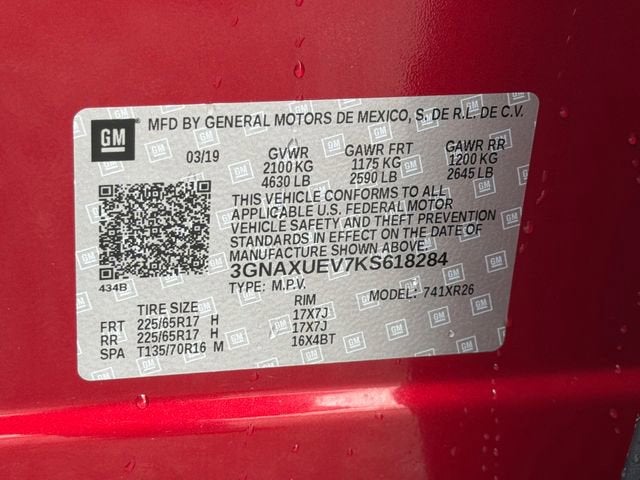 GM MFD BY GENERAL MOTORS DE MEXICO, S. DE R.L. DE C.V.
03/19 GVWR GAWR FRT GAWR RR
2100 KG 1175 KG 1200 KG
4630 LB 2590 LB 2645 LB
THIS VEHICLE CONFORMS TO ALL
APPLICABLE U.S. FEDERAL MOTOR
VEHICLE SAFETY AND THEFT PREVENTION
STANDARDS IN EFFECT ON THE DATE OF
MANUFACTURE SHOWN ABOVE.
434B 3GNAXUEV7KS618284
TYPE: M.P.V. MODEL: 741XR26
TIRE SIZE RIM
FRT 225/65R17 H 17X7J
RR 225/65R17 H 17X7J
SPA T135/70R16 M 16X4BT